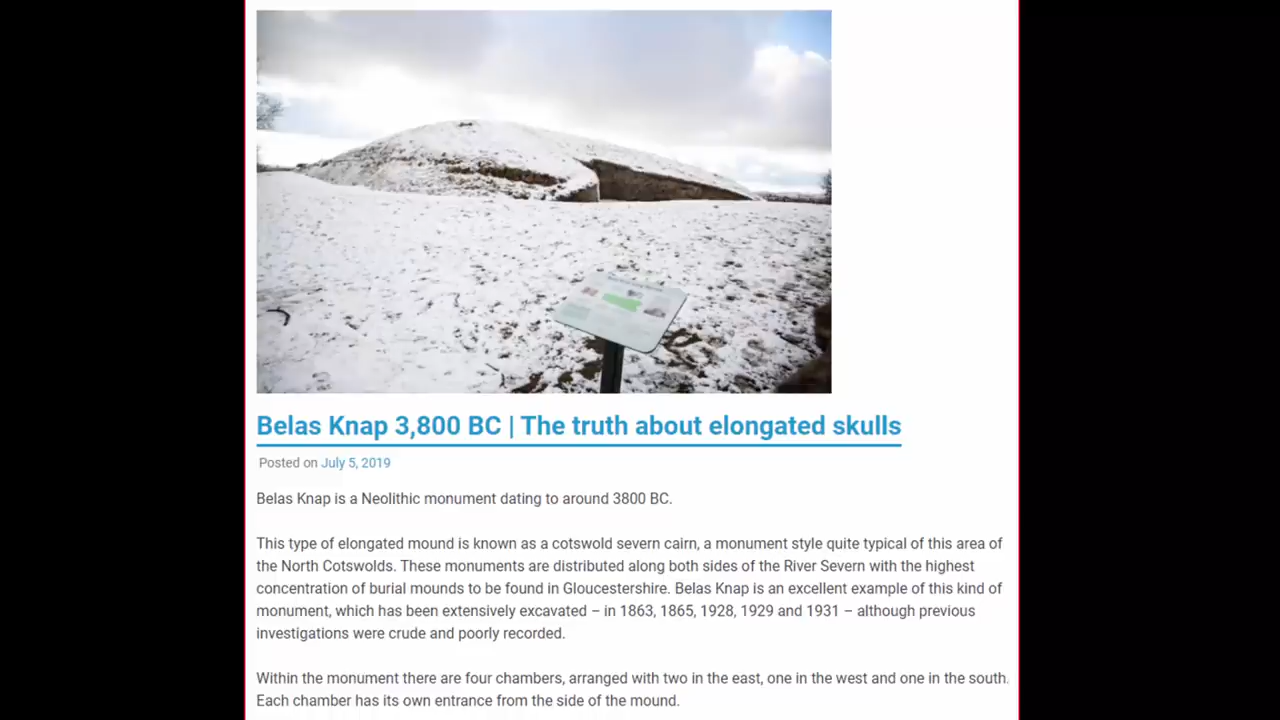 Belas Knap 3,800 BC | The truth about elongated skulls
Posted on July 5, 2019
Belas Knap is a Neolithic monument dating to around 3800 BC.
This type of elongated mound is known as a cotswold severn cairn, a monument style quite typical of this area of
the North Cotswolds. These monuments are distributed along both sides of the River Severn with the highest
concentration of burial mounds to be found in Gloucestershire. Belas Knap is an excellent example of this kind of
monument, which has been extensively excavated – in 1863, 1865, 1928, 1929 and 1931 – although previous
investigations were crude and poorly recorded.
Within the monument there are four chambers, arranged with two in the east, one in the west and one in the south.
Each chamber has its own entrance from the side of the mound.